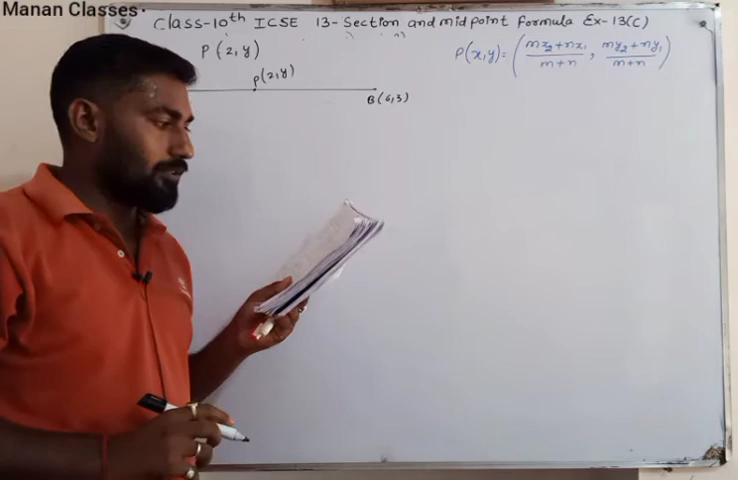 Manan Classes.
Class-10th ICSE 13-Section and midpoint formula Ex-13(C)
P(2,y)
P(x,y) = (mx₂+nx₁/m+n, my₂+ny₁/m+n)
P(2,y)
B(6,3)